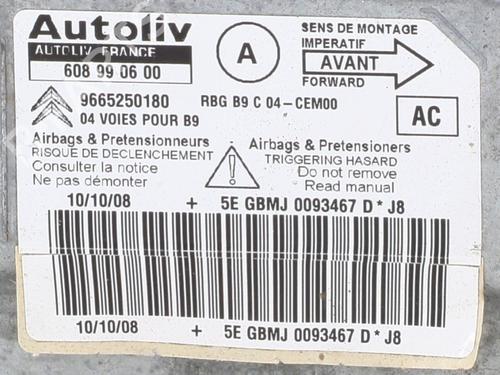 Autoliv
AUTOLIV FRANCE
608 99 06 00
A
SENS DE MONTAGE
IMPERATIF
AVANT
FORWARD
9665250180
04 VOIES POUR B9
RBG B9 C 04-CEM00
AC
Airbags & Pretensionneurs
RISQUE DE DECLENCHEMENT
Consulter la notice
Ne pas démonter
Airbags & Pretensioners
TRIGGERING HASARD
Do not remove
Read manual
10/10/08 + 5E GBMJ 0093467 D * J8
10/10/08 + 5E GBMJ 0093467 D * J8